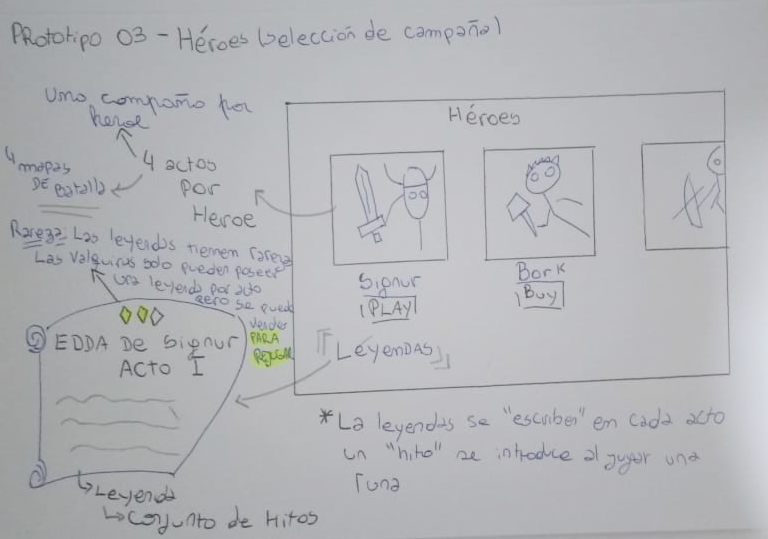 PRototipo 03 - Héroes (selección de campaña)
Una campaña por
heroe
4 actos
por
Heroe
4 mapas
DE Batalla
Rareza: Las leyendas tienen rareza
Las Valquirias solo pueden poseer
una leyenda por acto
pero se puede
vender
PARA
EDDA De Signur
ACTO I
↳Leyenda
↳Conjunto de Hitos
Héroes
Signur
PLAY
Bork
Buy
LeyenDAS
* La leyendas se "escriben" en cada acto
un "hito" se introduce al jugar una
runa